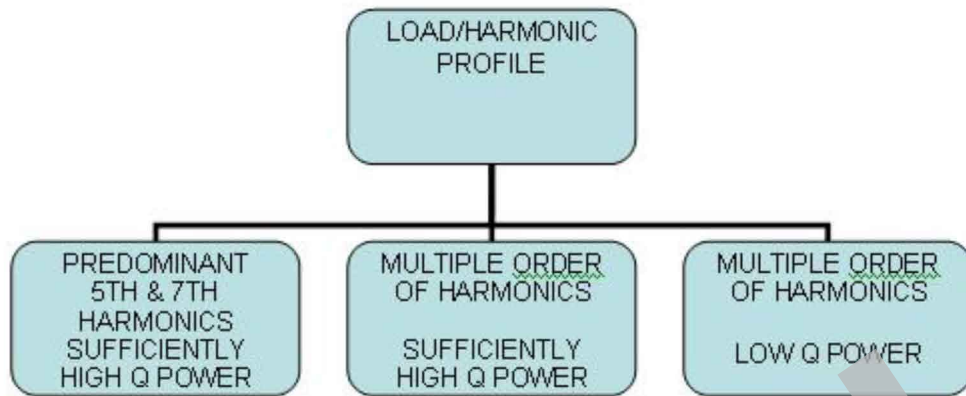 LOAD/HARMONIC
PROFILE
PREDOMINANT
5TH & 7TH
HARMONICS
SUFFICIENTLY
HIGH Q POWER
MULTIPLE ORDER
OF HARMONICS
SUFFICIENTLY
HIGH Q POWER
MULTIPLE ORDER
OF HARMONICS
LOW Q POWER